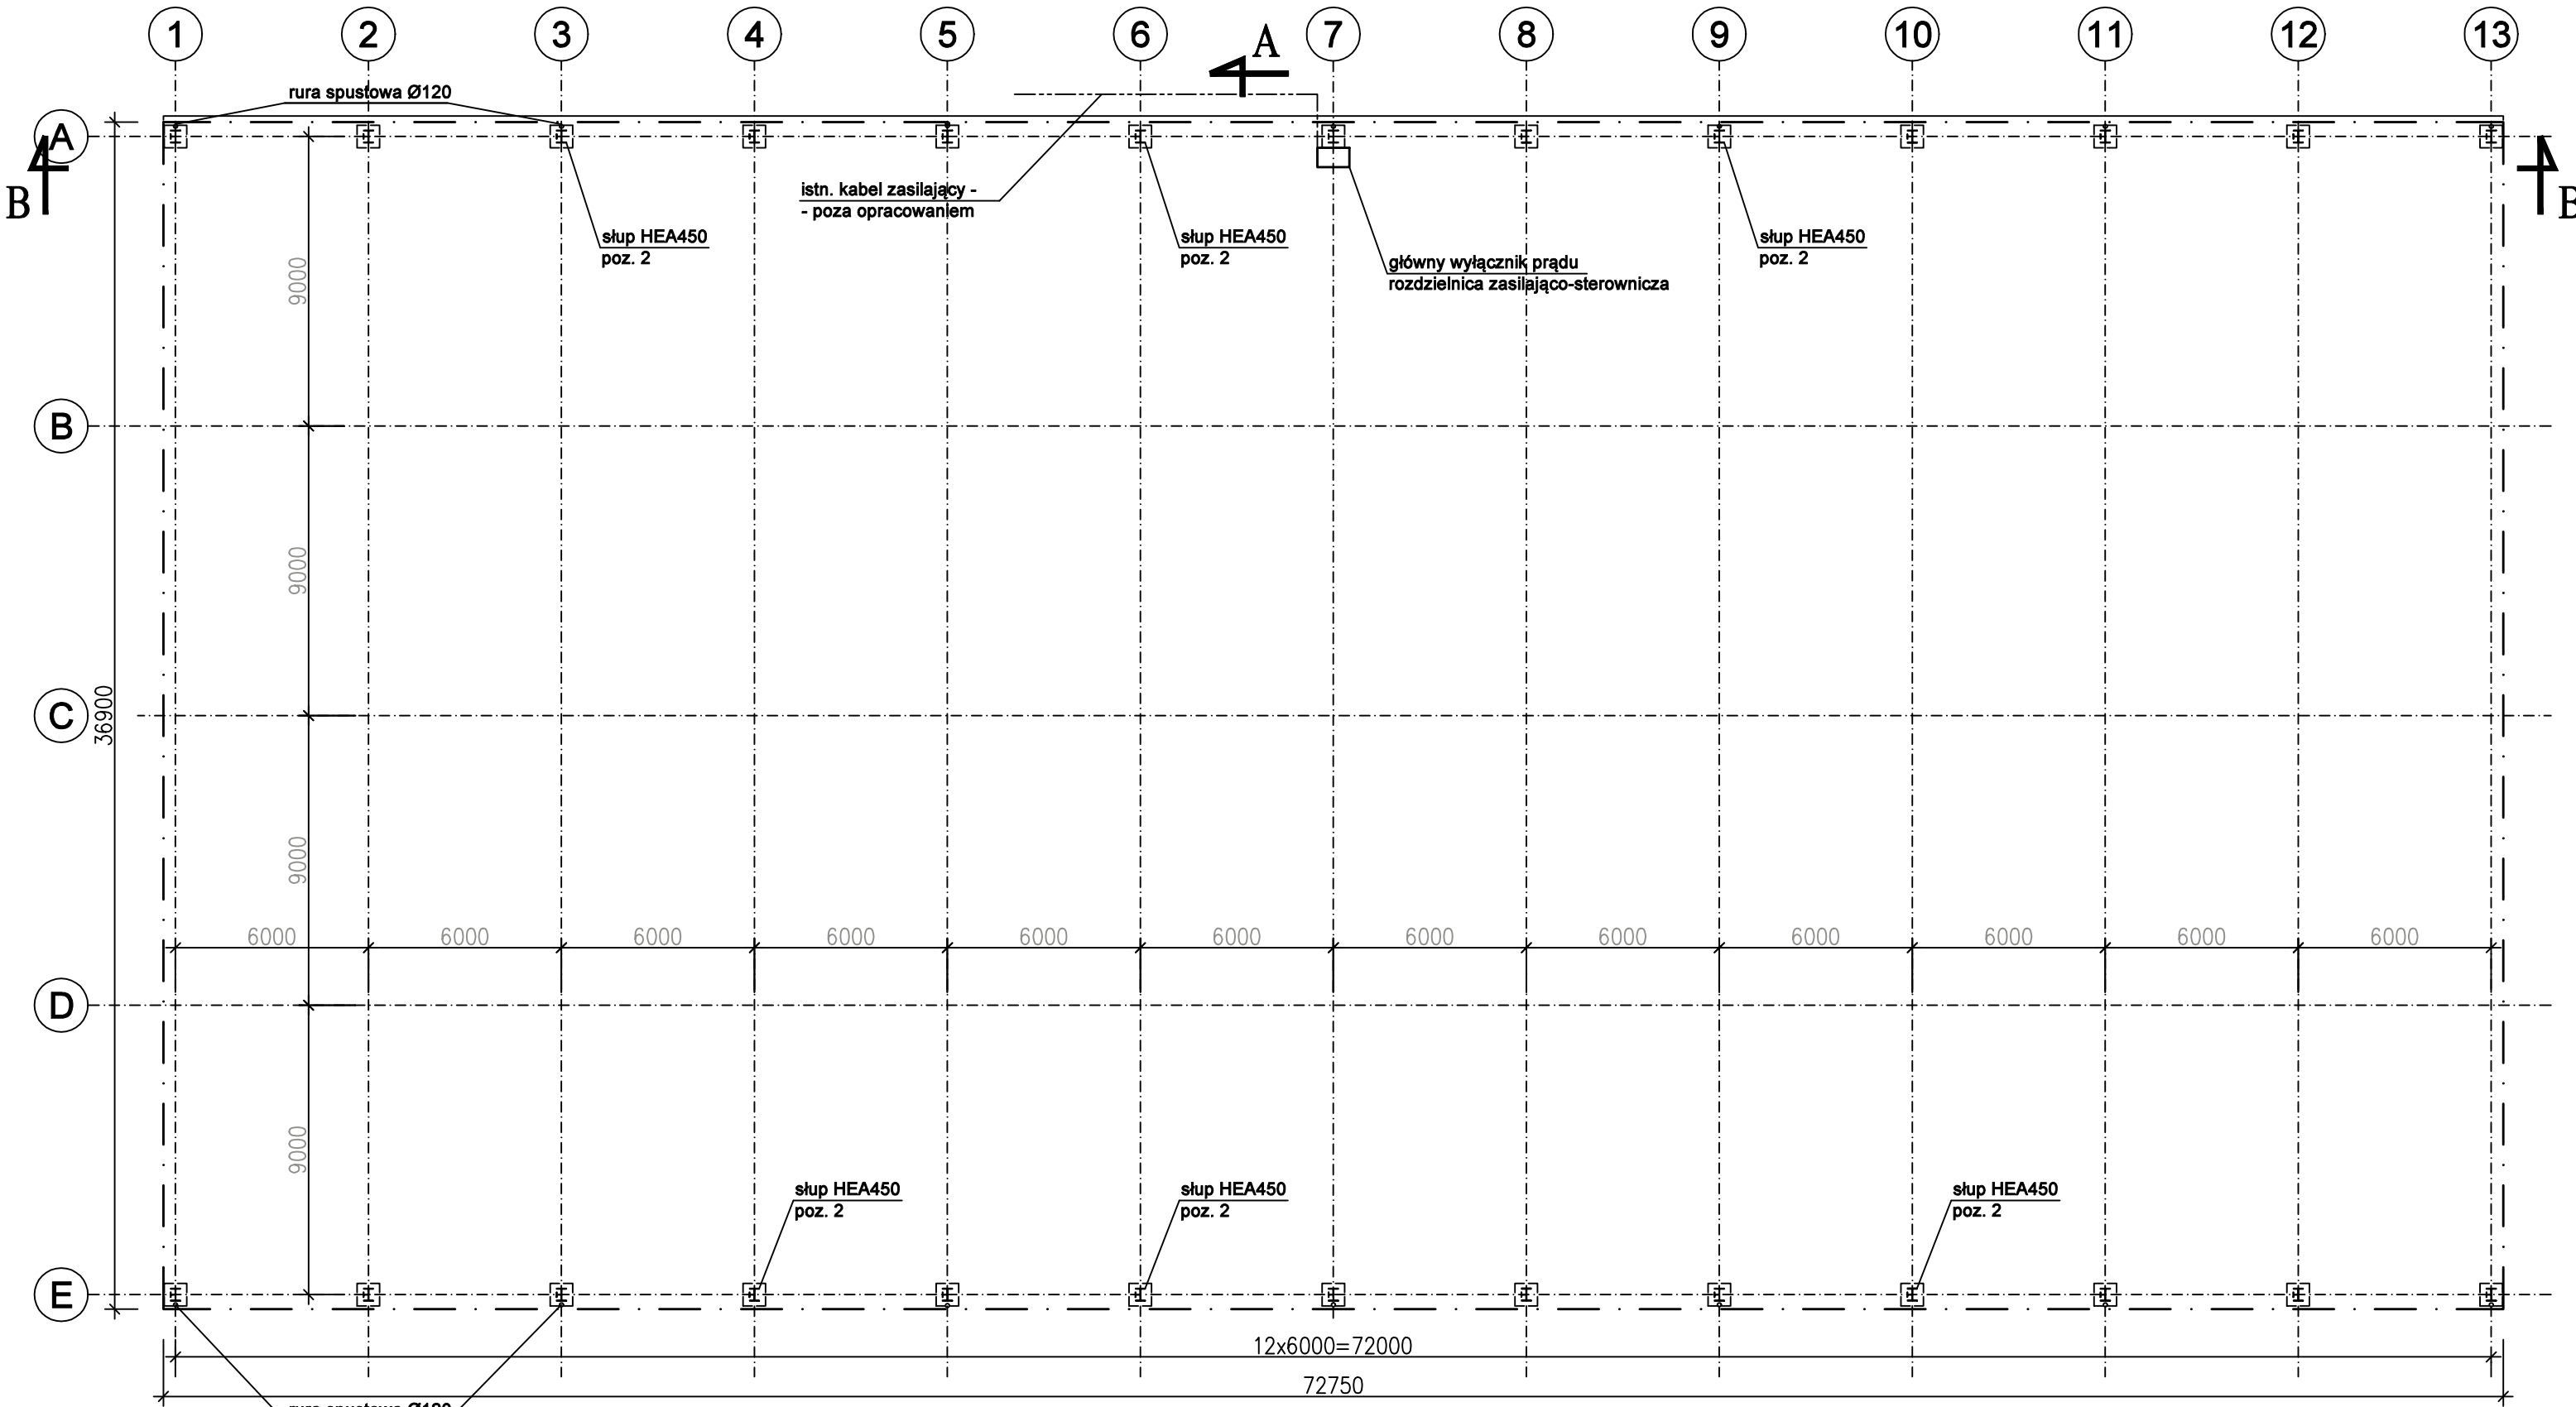 1 2 3 4 5 6 7 8 9 10 11 12 13
A
rura spustowa Ø120
A
B
B
istn. kabel zasilający -
- poza opracowaniem
słup HEA450
poz. 2
słup HEA450
poz. 2
słup HEA450
poz. 2
główny wyłącznik prądu
rozdzielnica zasilająco-sterownicza
9000
B
9000
C
36900
9000
6000 6000 6000 6000 6000 6000 6000 6000 6000 6000 6000 6000
D
9000
słup HEA450
poz. 2
słup HEA450
poz. 2
słup HEA450
poz. 2
E
12x6000=72000
72750
rura spustowa Ø120